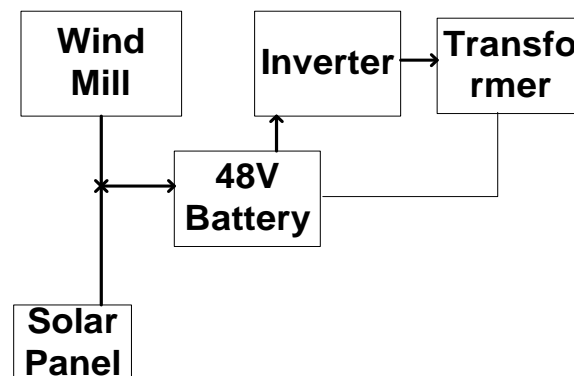 Wind
Mill
Inverter
Transfo
rmer
48V
Battery
Solar
Panel